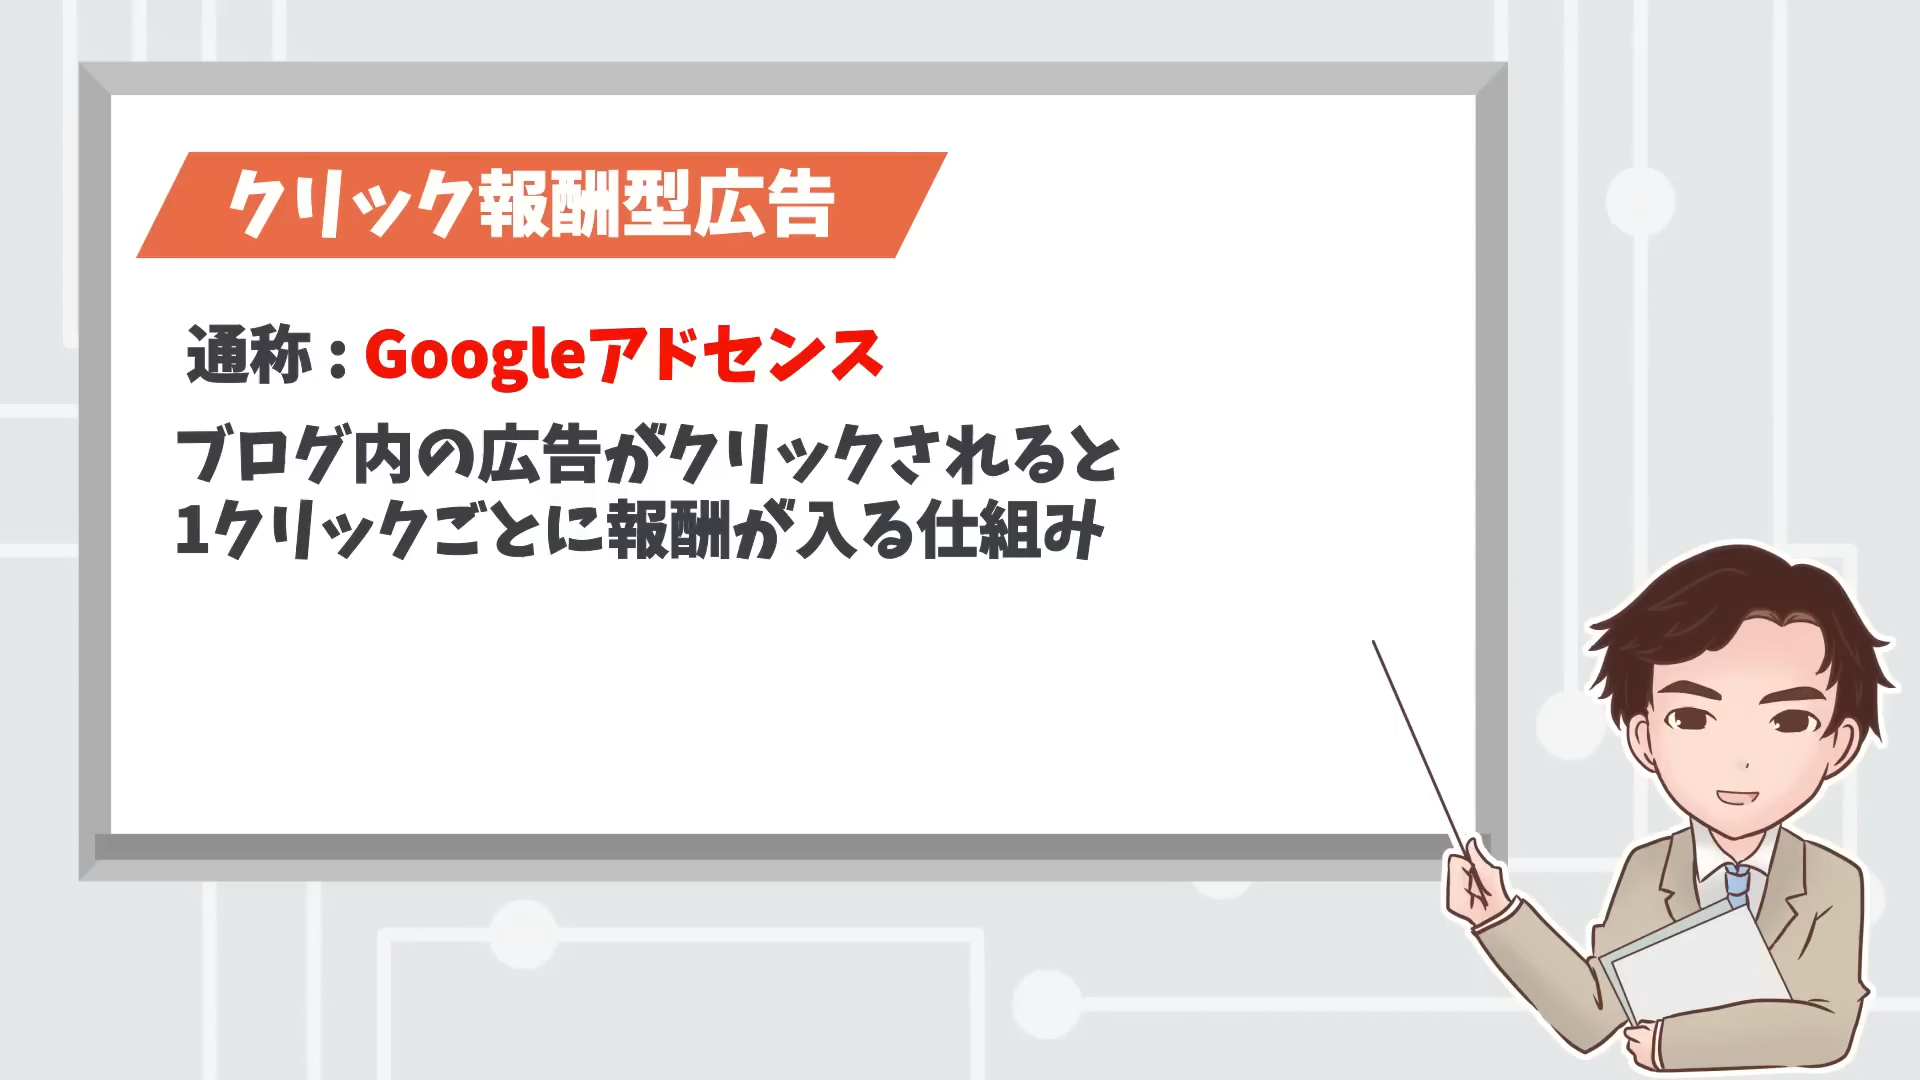 クリック報酬型広告
通称 : Googleアドセンス
ブログ内の広告がクリックされると
1クリックごとに報酬が入る仕組み